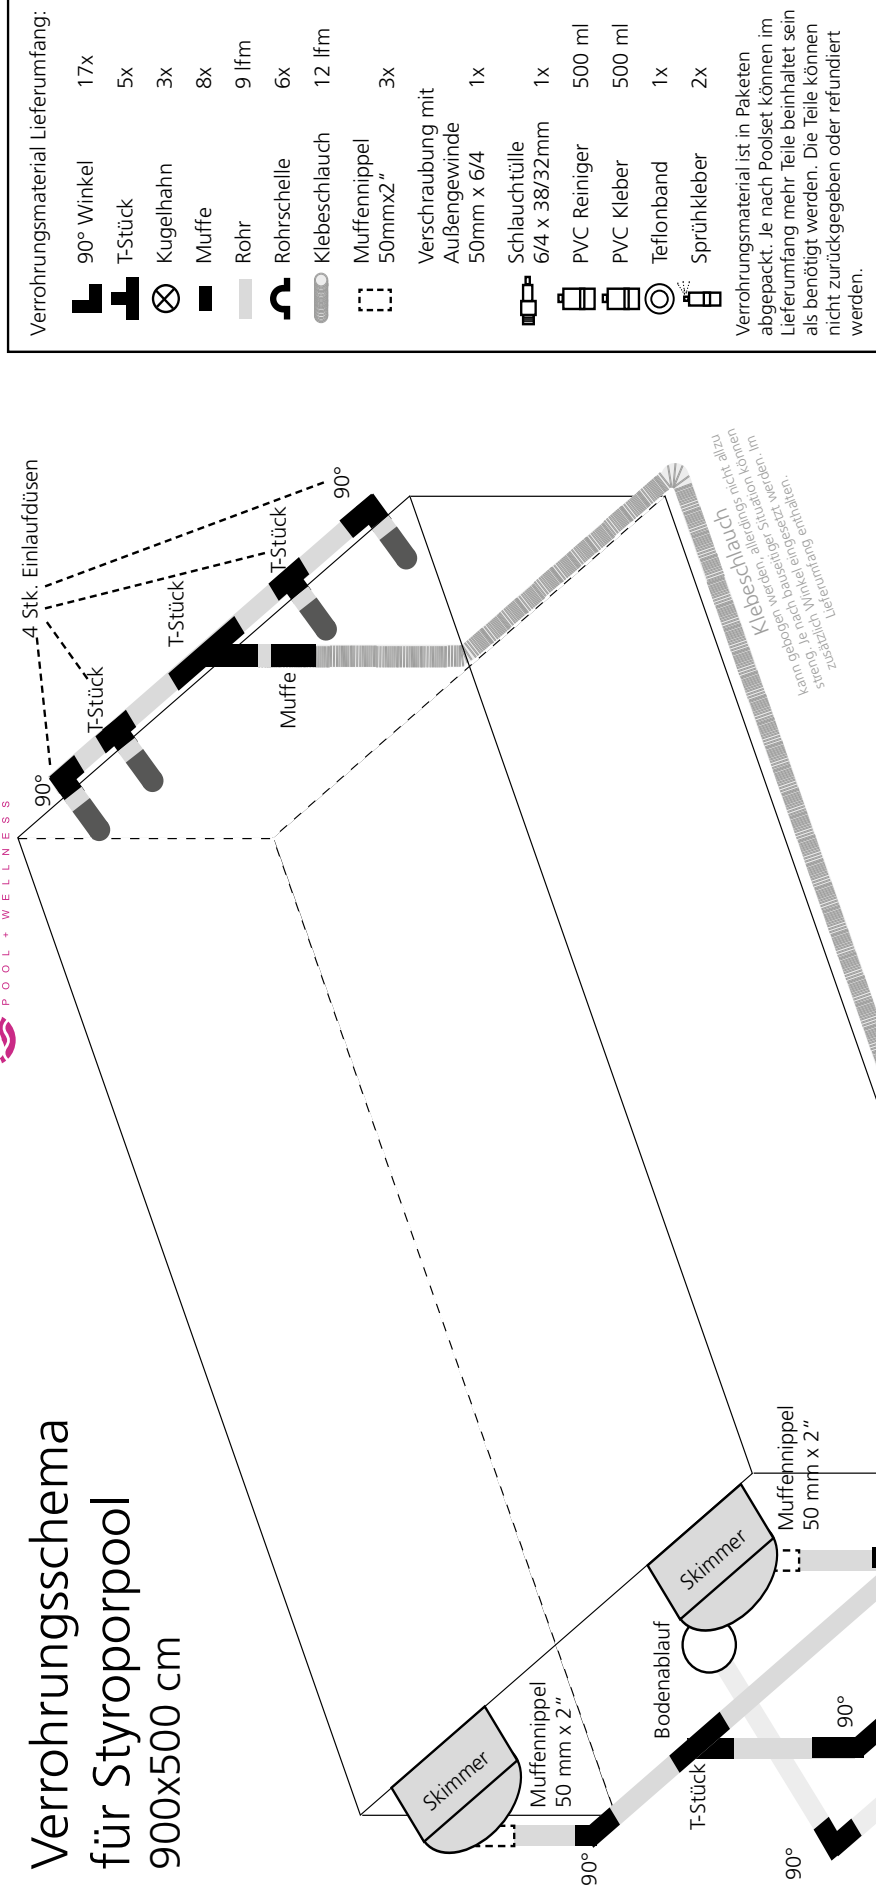 POOL + WELLNESS
Verrohrungsschema
für Styroporpool
900x500 cm
4 Stk. Einlaufdüsen
90°
T-Stück
T-Stück
T-Stück
90°
Muffe
Klebeschlauch
kann gebogen werden, allerdings nicht allzu
streng. Je nach bauseitiger Situation können
zusätzlich Winkel eingesetzt werden. Im
Lieferumfang enthalten.
Skimmer
Muffennippel
50 mm x 2“
90°
Bodenablauf
Skimmer
Muffennippel
50 mm x 2“
T-Stück
90°
90°
Verrohrungsmaterial Lieferumfang:
90° Winkel 17x
T-Stück 5x
Kugelhahn 3x
Muffe 8x
Rohr 9 lfm
Rohrschelle 6x
Klebeschlauch 12 lfm
Muffennippel
50mmx2“ 3x
Verschraubung mit
Außengewinde
50mm x 6/4 1x
Schlauchtülle
6/4 x 38/32mm 1x
PVC Reiniger 500 ml
PVC Kleber 500 ml
Teflonband 1x
Sprühkleber 2x
Verrohrungsmaterial ist in Paketen
abgepackt. Je nach Poolset können im
Lieferumfang mehr Teile beinhaltet sein
als benötigt werden. Die Teile können
nicht zurückgegeben oder refundiert
werden.